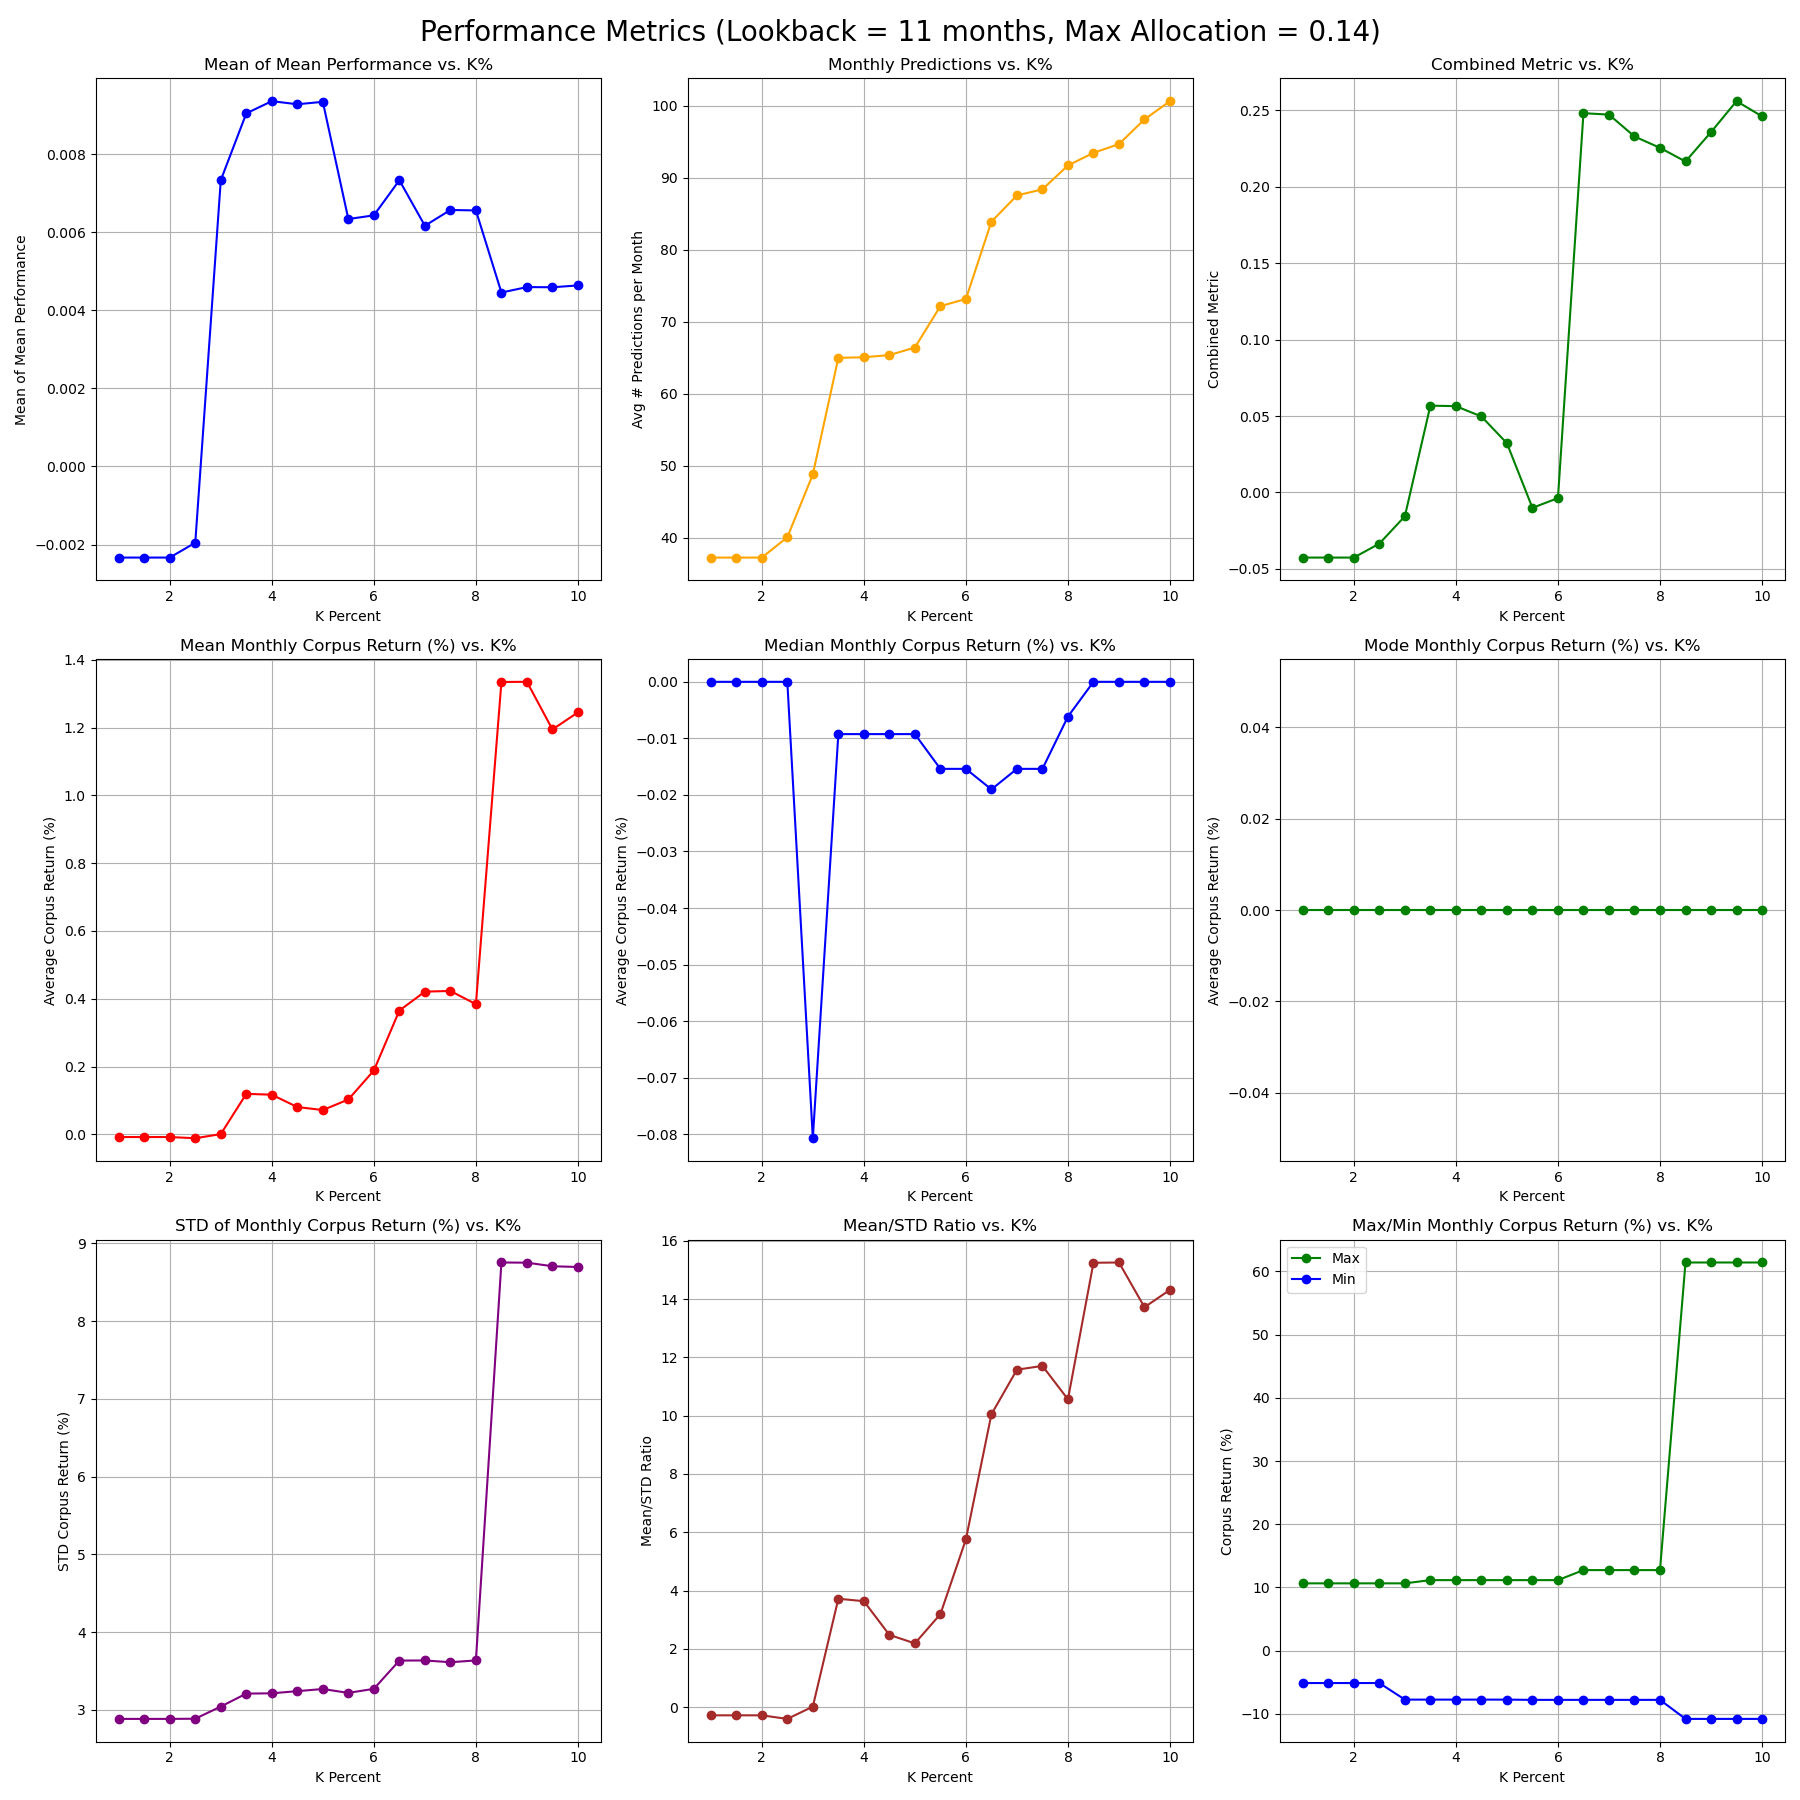 Performance Metrics (Lookback = 11 months, Max Allocation = 0.14)
Mean of Mean Performance vs. K%
Mean of Mean Performance
0.008
0.006
0.004
0.002
0.000
−0.002
2 4 6 8 10
K Percent
Monthly Predictions vs. K%
Avg # Predictions per Month
100
90
80
70
60
50
40
2 4 6 8 10
K Percent
Combined Metric vs. K%
Combined Metric
0.25
0.20
0.15
0.10
0.05
0.00
−0.05
2 4 6 8 10
K Percent
Mean Monthly Corpus Return (%) vs. K%
Average Corpus Return (%)
1.4
1.2
1.0
0.8
0.6
0.4
0.2
0.0
2 4 6 8 10
K Percent
Median Monthly Corpus Return (%) vs. K%
Average Corpus Return (%)
0.00
−0.01
−0.02
−0.03
−0.04
−0.05
−0.06
−0.07
−0.08
2 4 6 8 10
K Percent
Mode Monthly Corpus Return (%) vs. K%
Average Corpus Return (%)
0.04
0.02
0.00
−0.02
−0.04
2 4 6 8 10
K Percent
STD of Monthly Corpus Return (%) vs. K%
STD Corpus Return (%)
9
8
7
6
5
4
3
2 4 6 8 10
K Percent
Mean/STD Ratio vs. K%
Mean/STD Ratio
16
14
12
10
8
6
4
2
0
2 4 6 8 10
K Percent
Max/Min Monthly Corpus Return (%) vs. K%
Max
Min
Corpus Return (%)
60
50
40
30
20
10
0
−10
2 4 6 8 10
K Percent